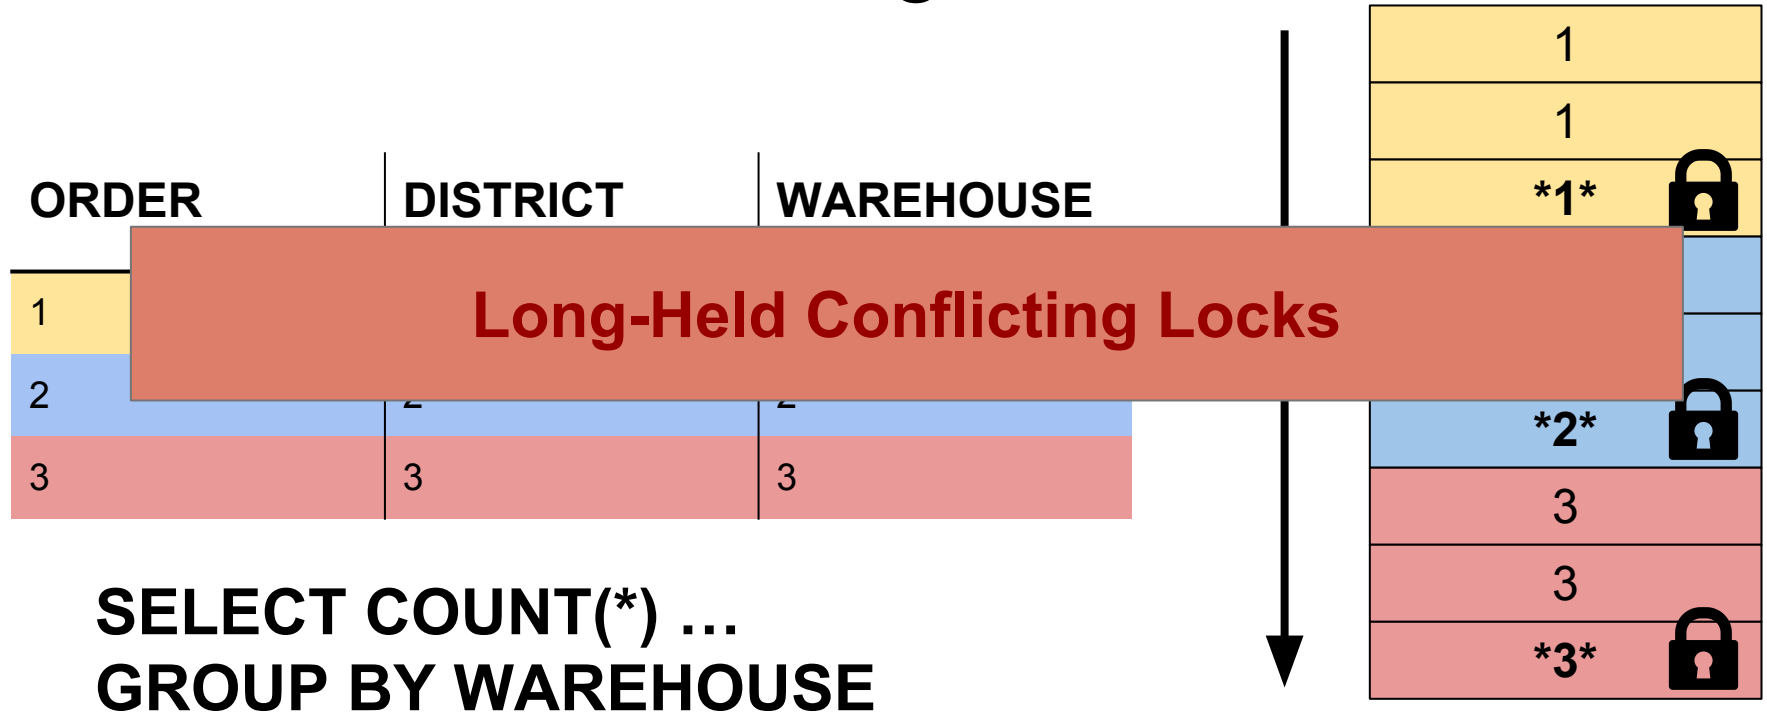 ORDER DISTRICT WAREHOUSE
Long-Held Conflicting Locks
1
2
3 3 3
SELECT COUNT(*) …
GROUP BY WAREHOUSE
1
1
*1*
*2*
3
3
*3*